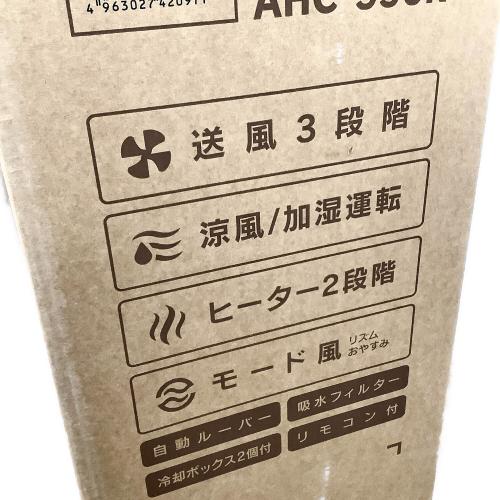 4 963027 420911
AHC
送風3段階
涼風/加湿運転
ヒーター2段階
モード風 リズム おやすみ
自動ルーバー
吸水フィルター
冷却ボックス2個付
リモコン付